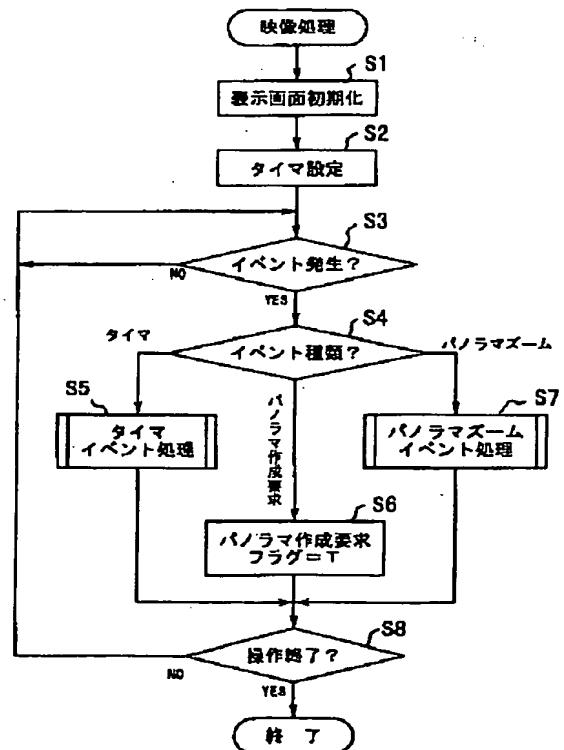 映像処理
S1
表示画面初期化
S2
タイマ設定
S3
イベント発生?
NO
YES
S4
イベント種類?
タイマ
パノラマズーム
S5
タイマ
イベント処理
パノラマ作成要求
S7
パノラマズーム
イベント処理
S6
パノラマ作成要求
フラグ=T
S8
操作終了?
NO
YES
終 了